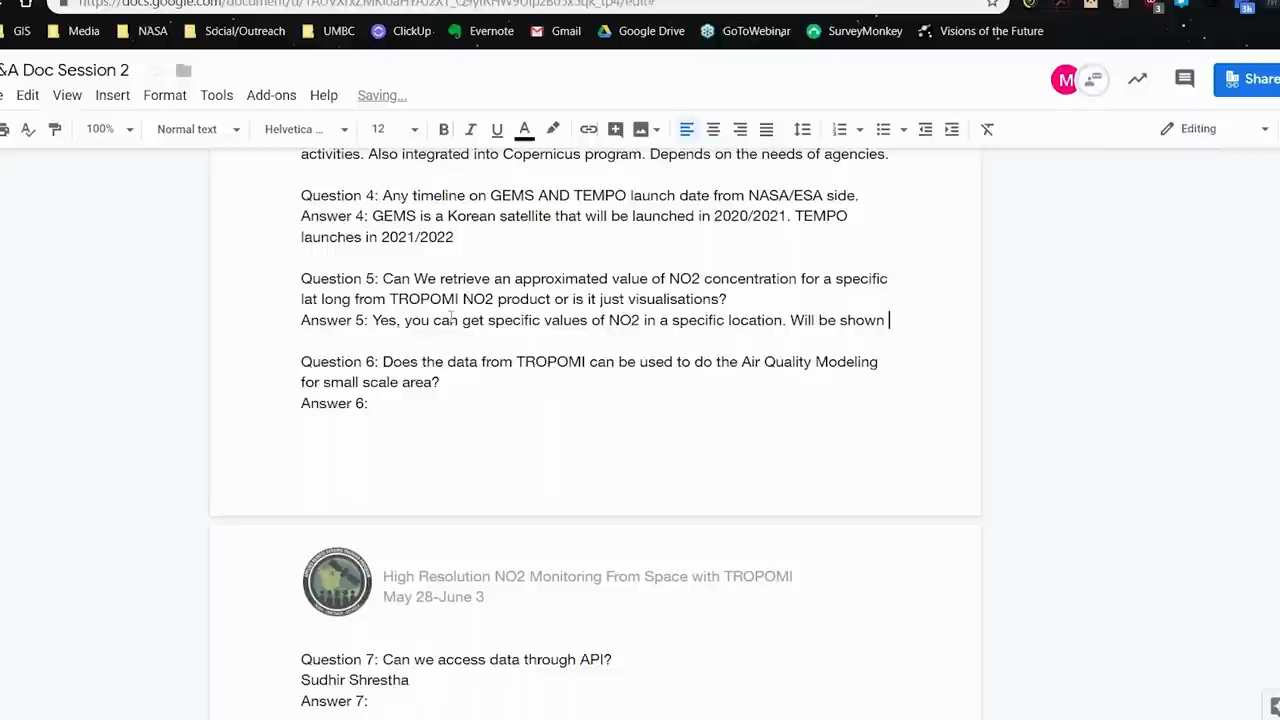 GIS Media NASA Social/Outreach UMBC ClickUp Evernote Gmail Google Drive GoToWebinar SurveyMonkey Visions of the Future
&A Doc Session 2
M
Share
Edit View Insert Format Tools Add-ons Help Saving...
100% Normal text Helvetica ... 12 B I U A Editing
activities. Also integrated into Copernicus program. Depends on the needs of agencies.
Question 4: Any timeline on GEMS AND TEMPO launch date from NASA/ESA side.
Answer 4: GEMS is a Korean satellite that will be launched in 2020/2021. TEMPO
launches in 2021/2022
Question 5: Can We retrieve an approximated value of NO2 concentration for a specific
lat long from TROPOMI NO2 product or is it just visualisations?
Answer 5: Yes, you can get specific values of NO2 in a specific location. Will be shown
Question 6: Does the data from TROPOMI can be used to do the Air Quality Modeling
for small scale area?
Answer 6:
High Resolution NO2 Monitoring From Space with TROPOMI
May 28-June 3
Question 7: Can we access data through API?
Sudhir Shrestha
Answer 7: